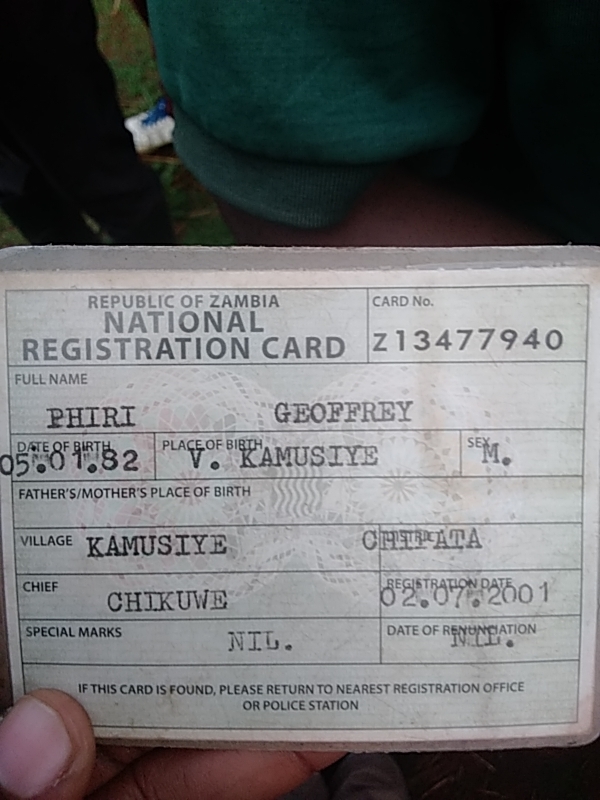 REPUBLIC OF ZAMBIA
NATIONAL
REGISTRATION CARD
CARD No.
Z13477940
FULL NAME
PHIRI GEOFFREY
DATE OF BIRTH
05.01.82
PLACE OF BIRTH
V. KAMUSIYE
SEX
M.
FATHER'S/MOTHER'S PLACE OF BIRTH
VILLAGE KAMUSIYE
CHIPATA
CHIEF
CHIKUWE
REGISTRATION DATE
02.07.2001
SPECIAL MARKS
NIL.
DATE OF RENUNCIATION
NIL.
IF THIS CARD IS FOUND, PLEASE RETURN TO NEAREST REGISTRATION OFFICE
OR POLICE STATION